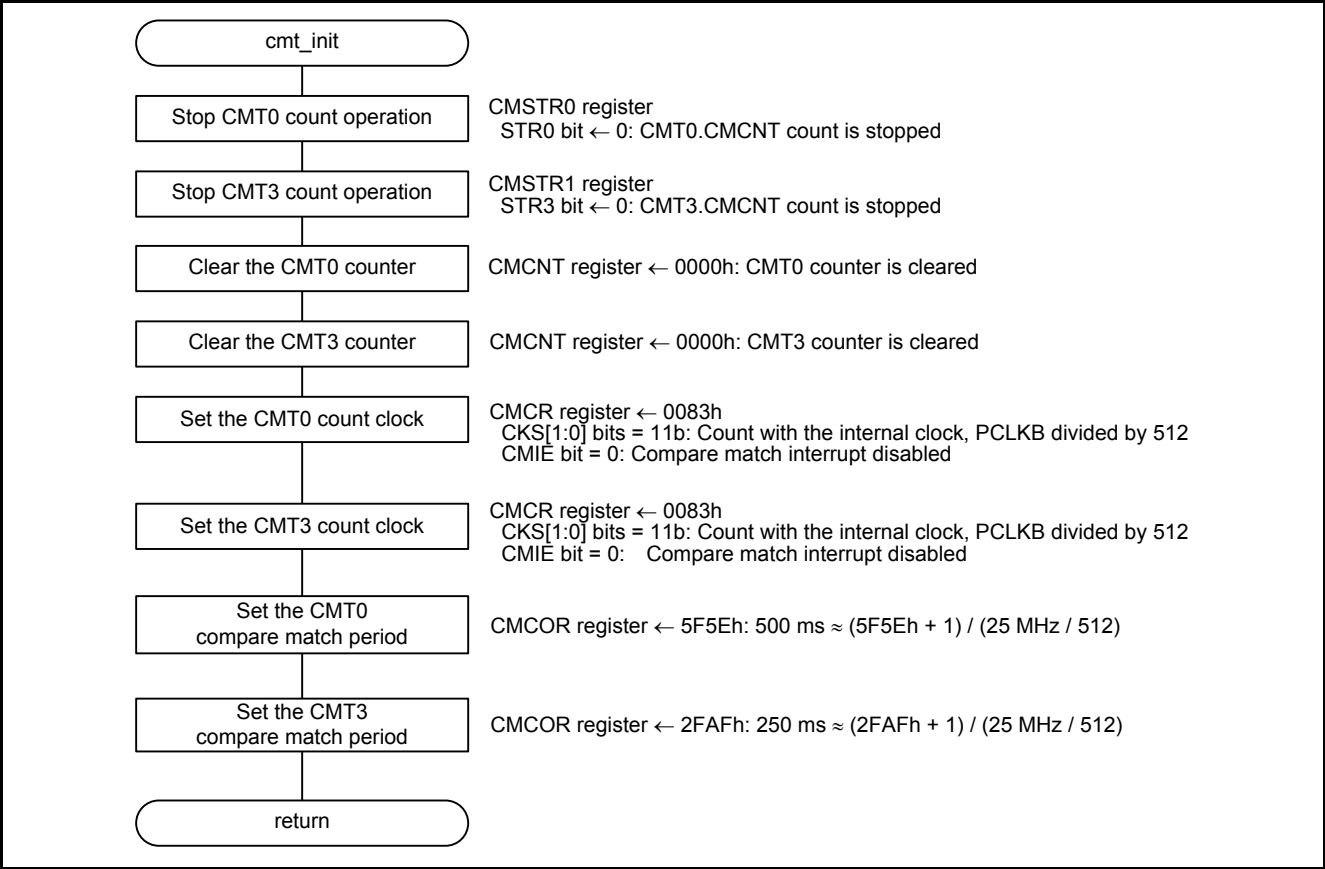 cmt_init
Stop CMT0 count operation
CMSTR0 register
STR0 bit ← 0: CMT0.CMCNT count is stopped
Stop CMT3 count operation
CMSTR1 register
STR3 bit ← 0: CMT3.CMCNT count is stopped
Clear the CMT0 counter
CMCNT register ← 0000h: CMT0 counter is cleared
Clear the CMT3 counter
CMCNT register ← 0000h: CMT3 counter is cleared
Set the CMT0 count clock
CMCR register ← 0083h
CKS[1:0] bits = 11b: Count with the internal clock, PCLKB divided by 512
CMIE bit = 0: Compare match interrupt disabled
Set the CMT3 count clock
CMCR register ← 0083h
CKS[1:0] bits = 11b: Count with the internal clock, PCLKB divided by 512
CMIE bit = 0: Compare match interrupt disabled
Set the CMT0
compare match period
CMCOR register ← 5F5Eh: 500 ms ≈ (5F5Eh + 1) / (25 MHz / 512)
Set the CMT3
compare match period
CMCOR register ← 2FAFh: 250 ms ≈ (2FAFh + 1) / (25 MHz / 512)
return